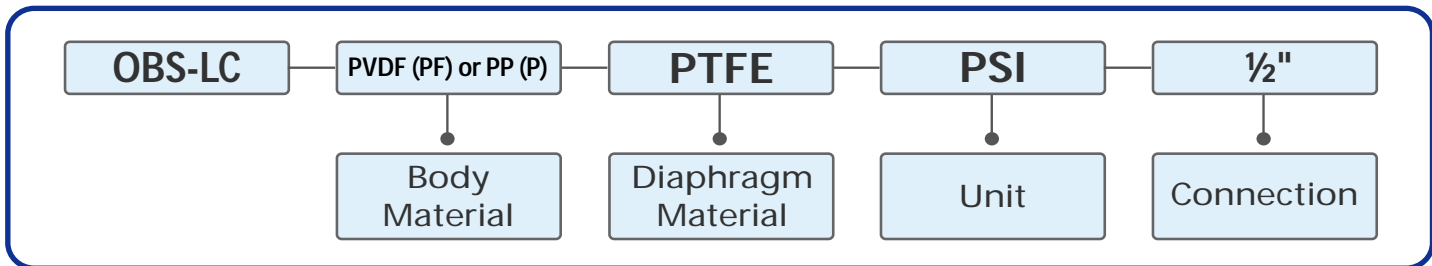 OBS-LC
PVDF (PF) or PP (P)
PTFE
PSI
½"
Body
Material
Diaphragm
Material
Unit
Connection